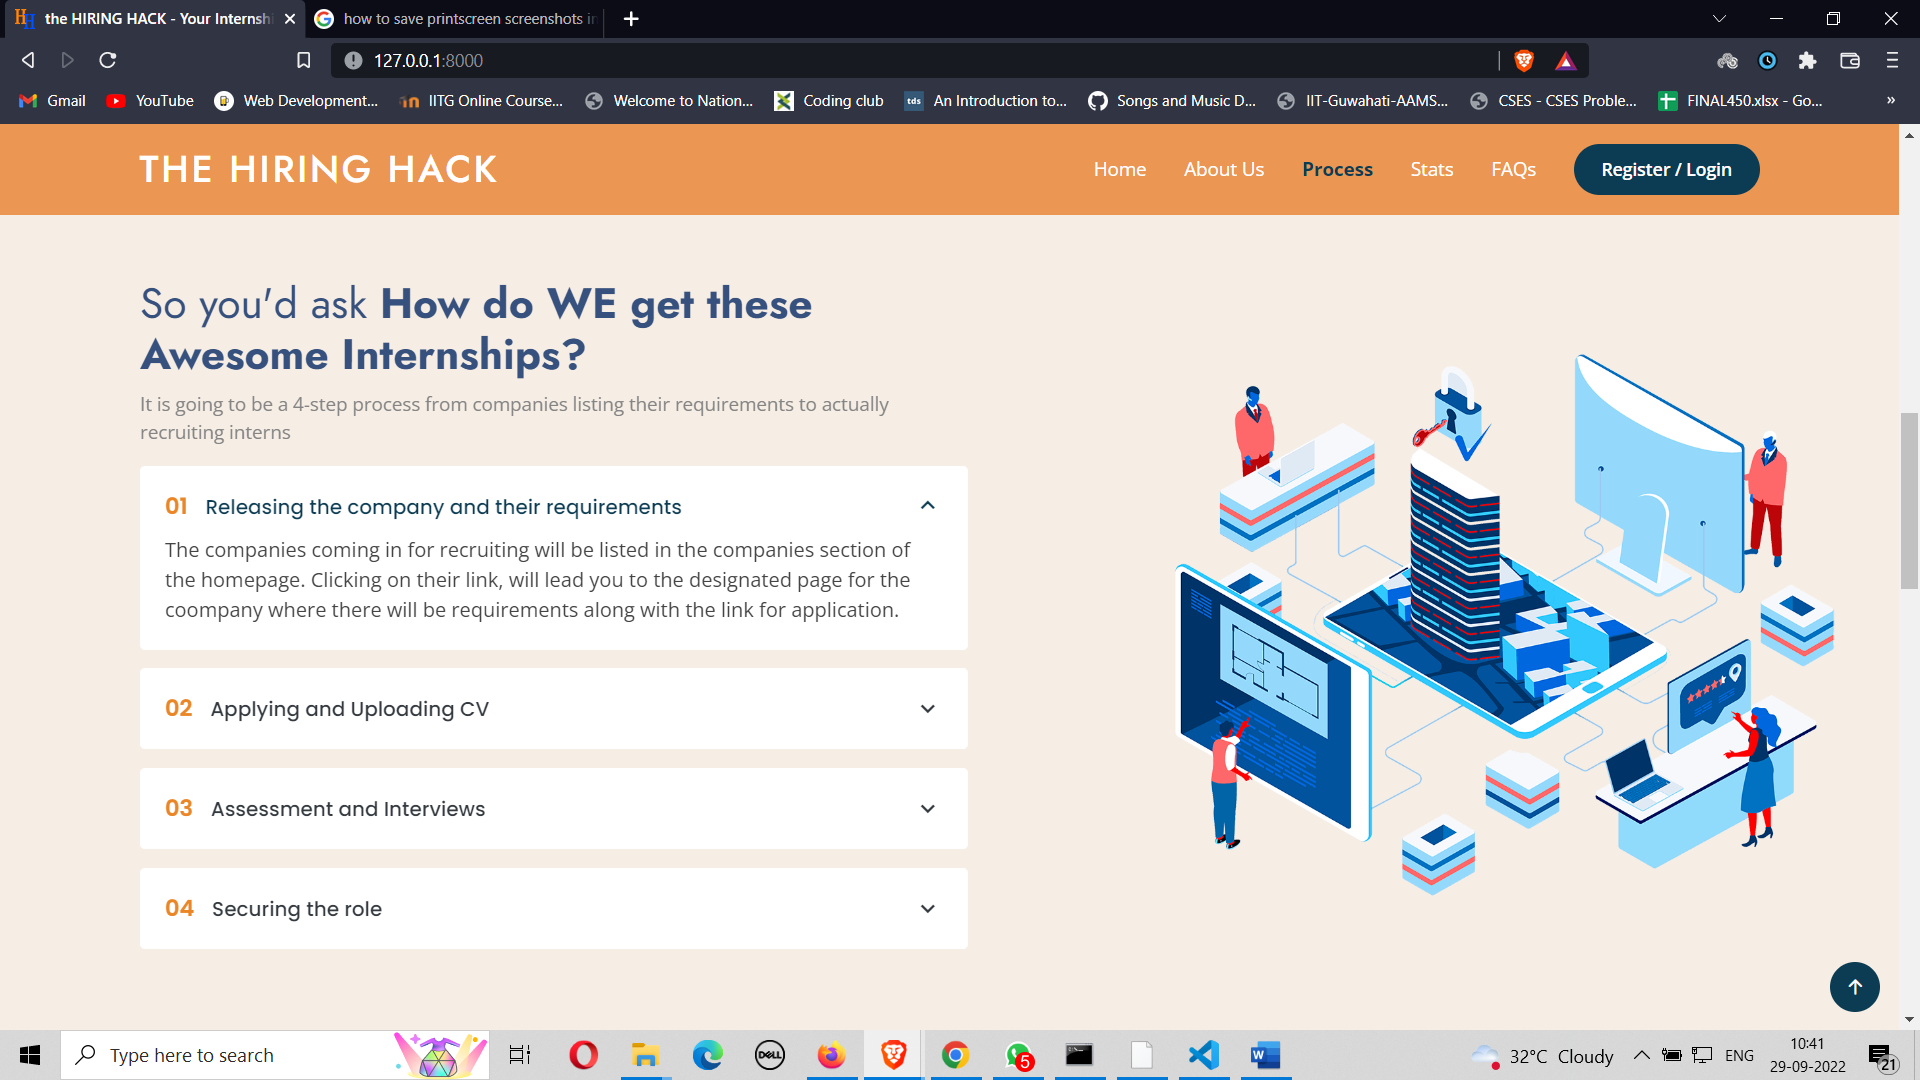 the HIRING HACK - Your Internshi
how to save printscreen screenshots in
127.0.0.1:8000
Gmail
YouTube
Web Development...
IITG Online Course...
Welcome to Nation...
Coding club
tds
An Introduction to...
Songs and Music D...
IIT-Guwahati-AAMS...
CSES - CSES Proble...
FINAL450.xlsx - Go...
»
THE HIRING HACK
Home
About Us
Process
Stats
FAQs
Register / Login
So you'd ask How do WE get these
Awesome Internships?
It is going to be a 4-step process from companies listing their requirements to actually
recruiting interns
01 Releasing the company and their requirements
The companies coming in for recruiting will be listed in the companies section of
the homepage. Clicking on their link, will lead you to the designated page for the
coompany where there will be requirements along with the link for application.
02 Applying and Uploading CV
03 Assessment and Interviews
04 Securing the role
Type here to search
DELL
5
W
32°C Cloudy
ENG
10:41
29-09-2022
21